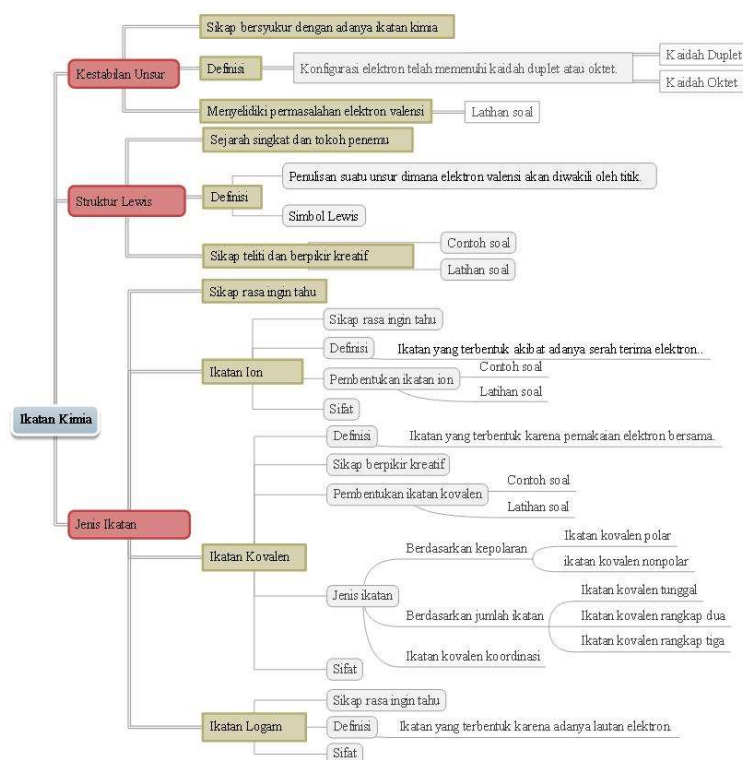 Sikap bersyukur dengan adanya ikatan kimia
Kestabilan Unsur
Definisi
Konfigurasi elektron telah memenuhi kaidah duplet atau oktet.
Kaidah Duplet
Kaidah Oktet
Menyelidiki permasalahan elektron valensi
Latihan soal
Sejarah singkat dan tokoh penemu
Struktur Lewis
Definisi
Penulisan suatu unsur dimana elektron valensi akan diwakili oleh titik.
Simbol Lewis
Sikap teliti dan berpikir kreatif
Contoh soal
Latihan soal
Ikatan Kimia
Jenis Ikatan
Sikap rasa ingin tahu
Ikatan Ion
Sikap rasa ingin tahu
Definisi
Ikatan yang terbentuk akibat adanya serah terima elektron..
Pembentukan ikatan ion
Contoh soal
Latihan soal
Sifat
Ikatan Kovalen
Definisi
Ikatan yang terbentuk karena pemakaian elektron bersama.
Sikap berpikir kreatif
Pembentukan ikatan kovalen
Contoh soal
Latihan soal
Jenis ikatan
Berdasarkan kepolaran
Ikatan kovalen polar
ikatan kovalen nonpolar
Berdasarkan jumlah ikatan
Ikatan kovalen tunggal
Ikatan kovalen rangkap dua
Ikatan kovalen rangkap tiga
Ikatan kovalen koordinasi
Sifat
Ikatan Logam
Sikap rasa ingin tahu
Definisi
Ikatan yang terbentuk karena adanya lautan elektron
Sifat